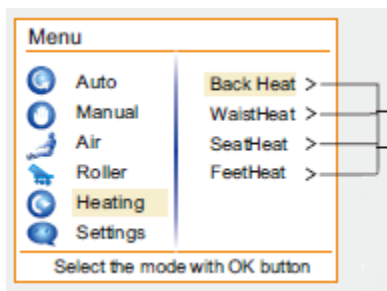 Menu
Auto
Manual
Air
Roller
Heating
Settings
Back Heat >
WaistHeat >
SeatHeat >
FeetHeat >
Select the mode with OK button